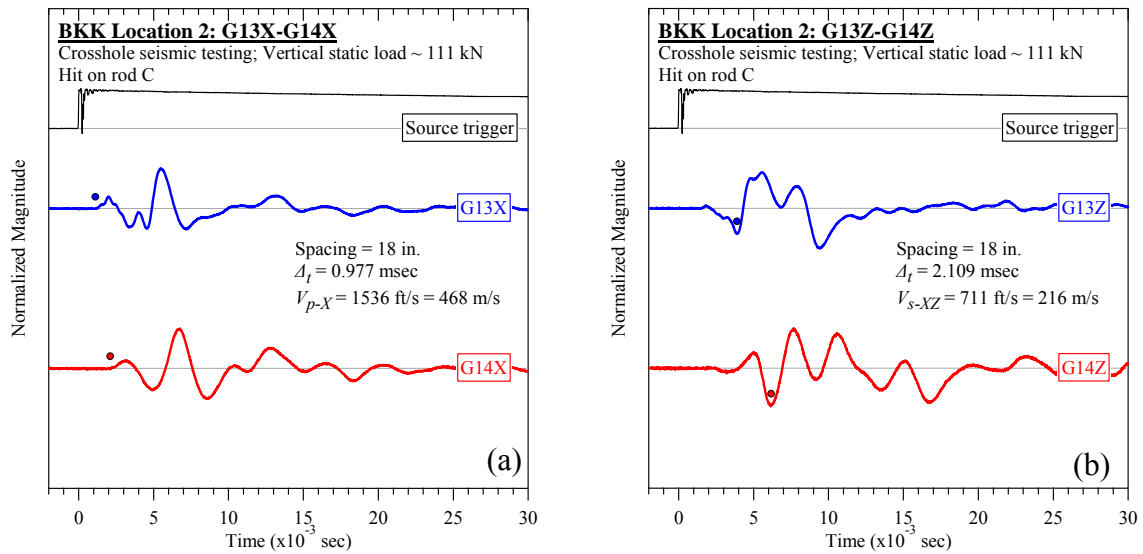 BKK Location 2: G13X-G14X
Crosshole seismic testing; Vertical static load ~ 111 kN
Hit on rod C
Source trigger
G13X
Spacing = 18 in.
Δt = 0.977 msec
Vp-X = 1536 ft/s = 468 m/s
G14X
(a)
Normalized Magnitude
0
5
10
15
20
25
30
Time (x10-3 sec)
BKK Location 2: G13Z-G14Z
Crosshole seismic testing; Vertical static load ~ 111 kN
Hit on rod C
Source trigger
G13Z
Spacing = 18 in.
Δt = 2.109 msec
Vs-XZ = 711 ft/s = 216 m/s
G14Z
(b)
Normalized Magnitude
0
5
10
15
20
25
30
Time (x10-3 sec)